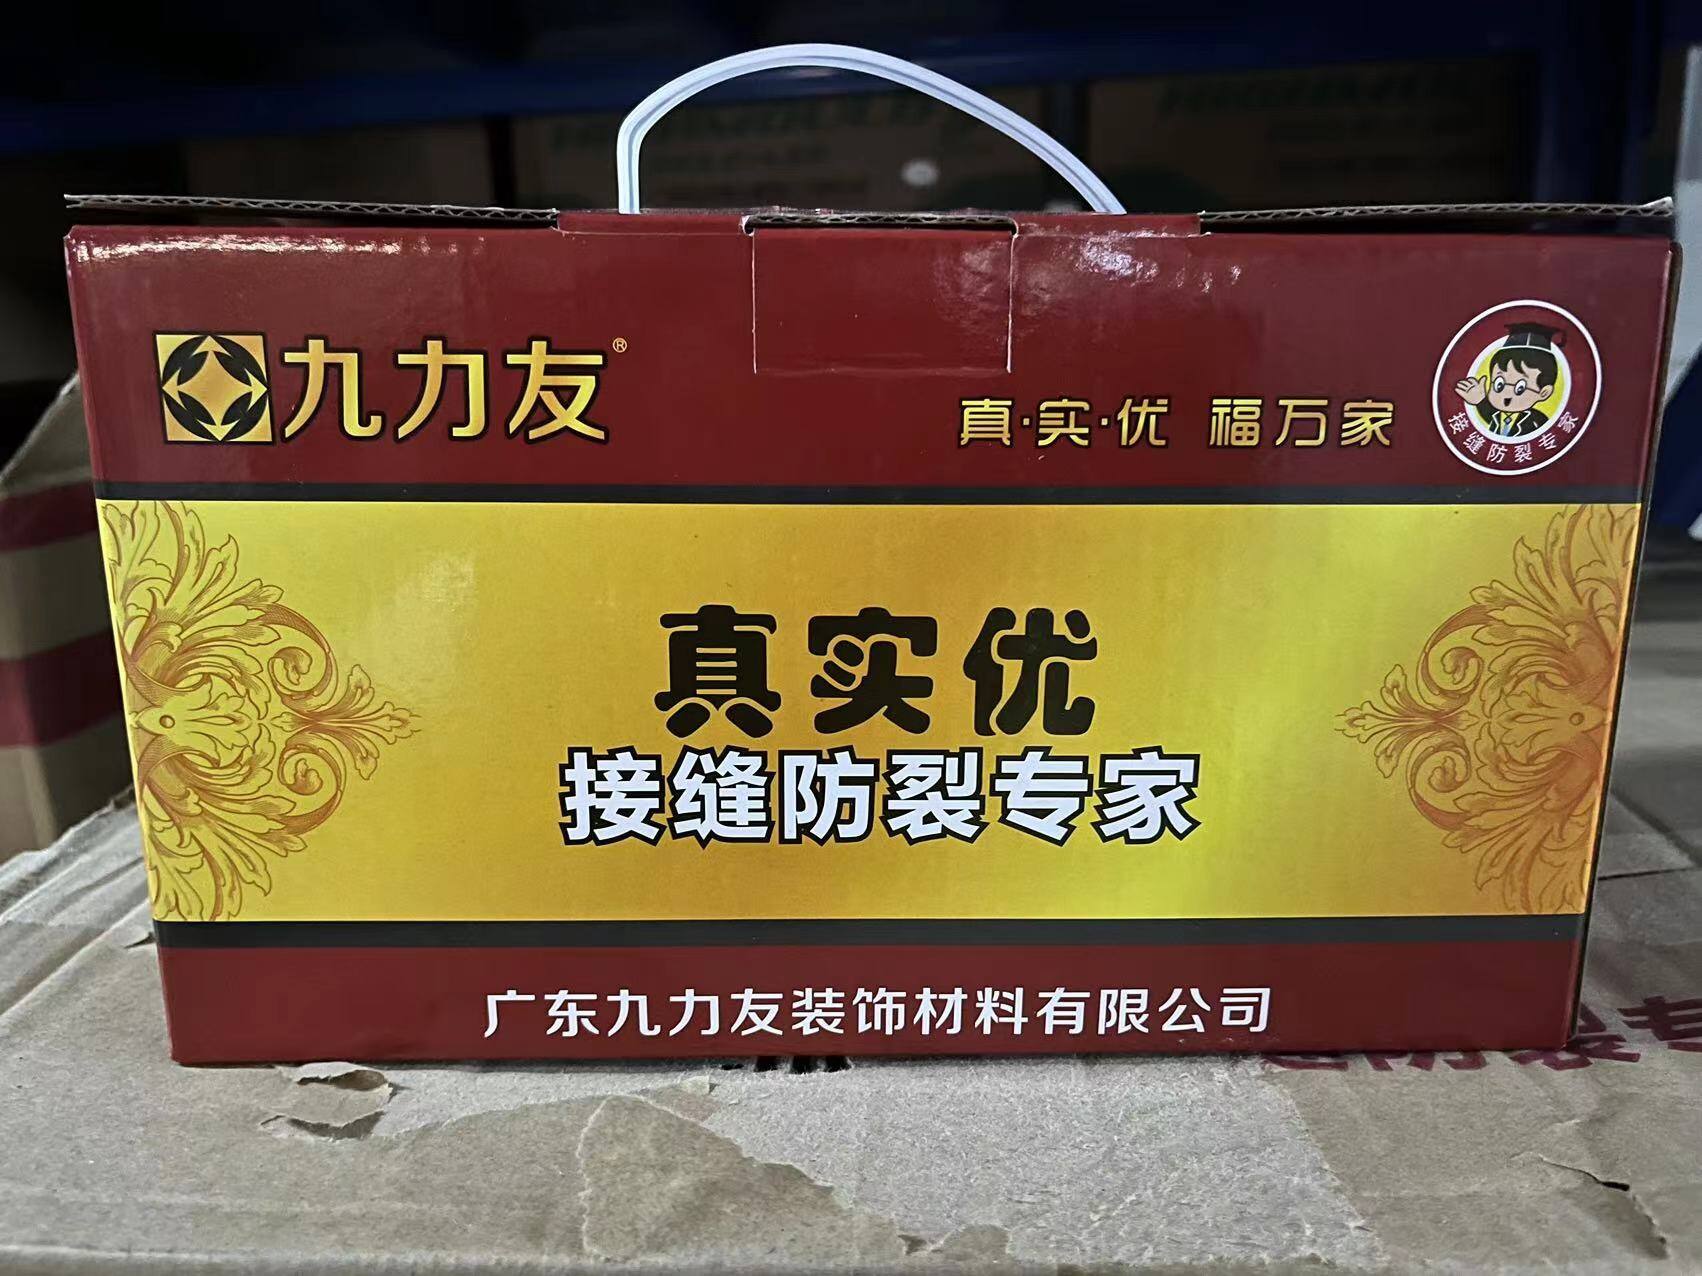 九力友®
真·实·优 福万家
接缝防裂专家
真实优
接缝防裂专家
广东九力友装饰材料有限公司